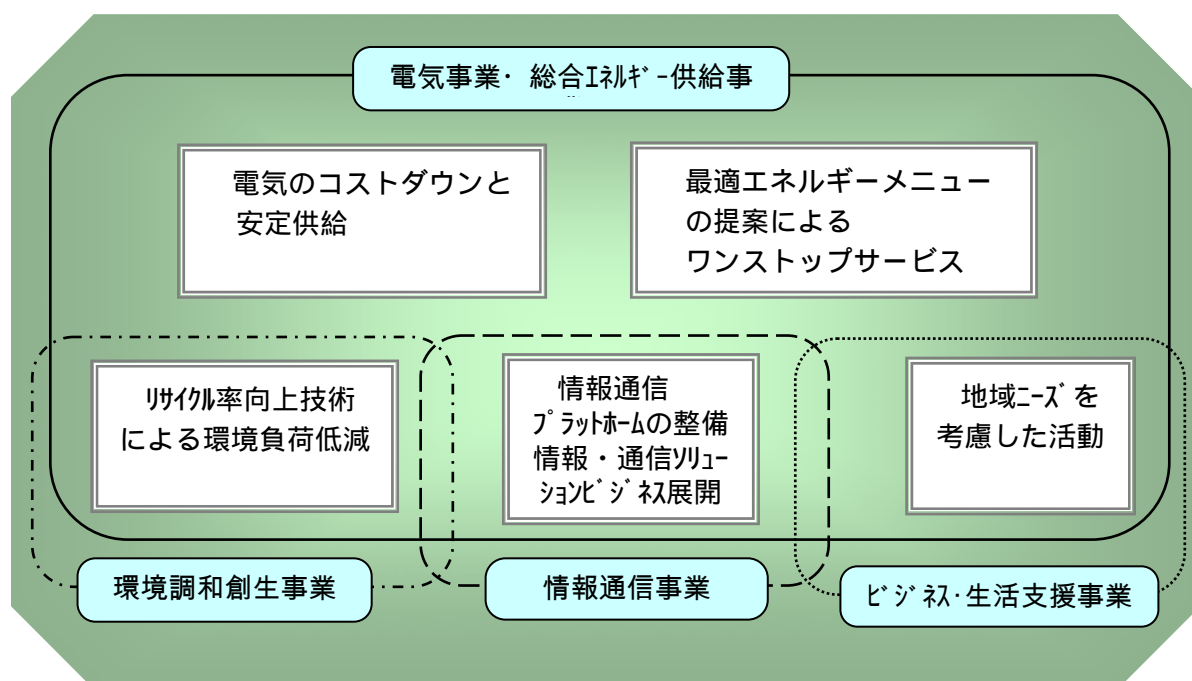 電気事業・総合ｴﾈﾙｷﾞｰ供給事
電気のコストダウンと
安定供給
最適エネルギーメニュー
の提案による
ワンストップサービス
ﾘｻｲｸﾙ率向上技術
による環境負荷低減
情報通信
ﾌﾟﾗｯﾄﾎｰﾑの整備
情報・通信ｿﾘｭｰ
ｼｮﾝﾋﾞｼﾞﾈｽ展開
地域ﾆｰｽﾞを
考慮した活動
環境調和創生事業
情報通信事業
ﾋﾞｼﾞﾈｽ･生活支援事業